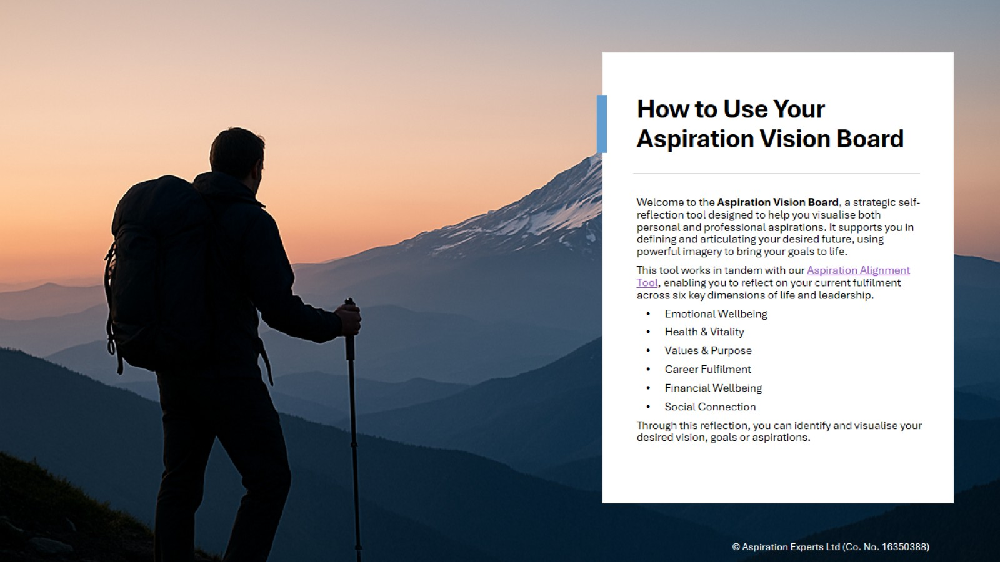 How to Use Your
Aspiration Vision Board
Welcome to the Aspiration Vision Board, a strategic self-
reflection tool designed to help you visualise both
personal and professional aspirations. It supports you in
defining and articulating your desired future, using
powerful imagery to bring your goals to life.
This tool works in tandem with our Aspiration Alignment
Tool, enabling you to reflect on your current fulfilment
across six key dimensions of life and leadership.
• Emotional Wellbeing
• Health & Vitality
• Values & Purpose
• Career Fulfilment
• Financial Wellbeing
• Social Connection
Through this reflection, you can identify and visualise your
desired vision, goals or aspirations.
© Aspiration Experts Ltd (Co. No. 16350388)